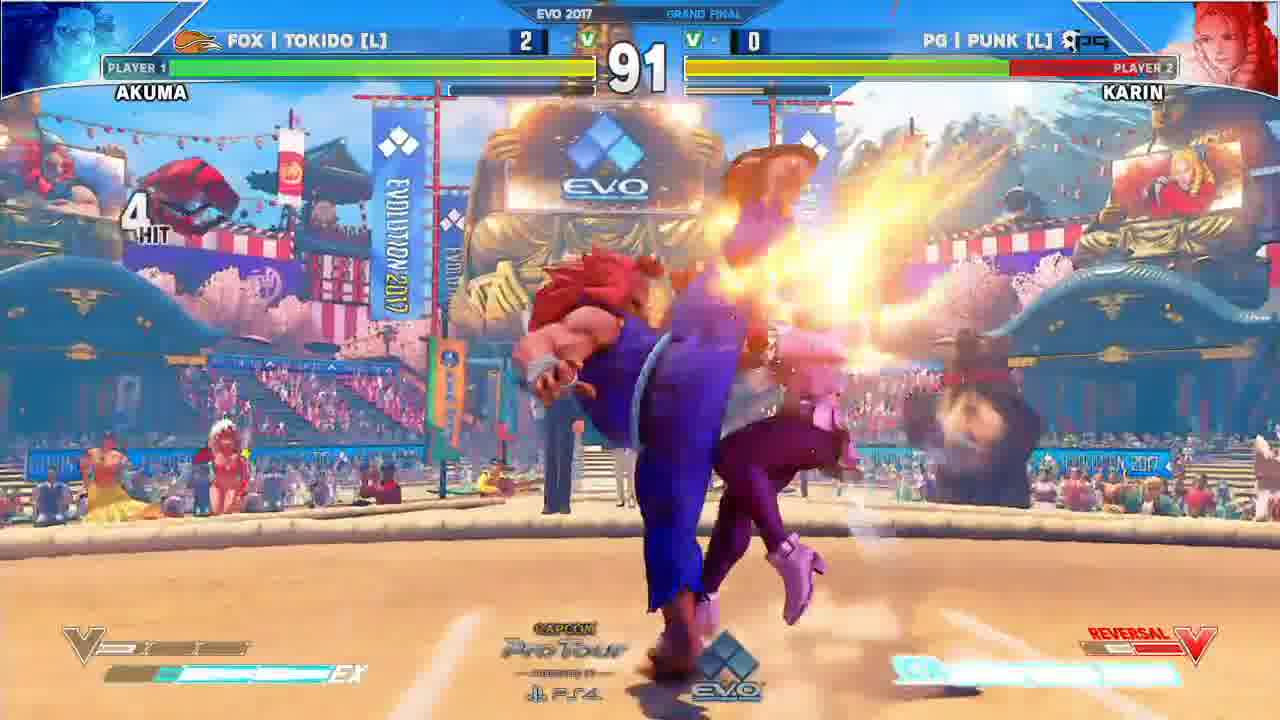 EVO 2017 GRAND FINAL
FOX | TOKIDO [L] 2 V 91 V 0 PG | PUNK [L]
PLAYER 1 PLAYER 2
AKUMA KARIN
4
HIT
EVO
EVOLUTION 2017
REVERSAL
V V
EX
CAPCOM
Pro Tour
PS4
EVO